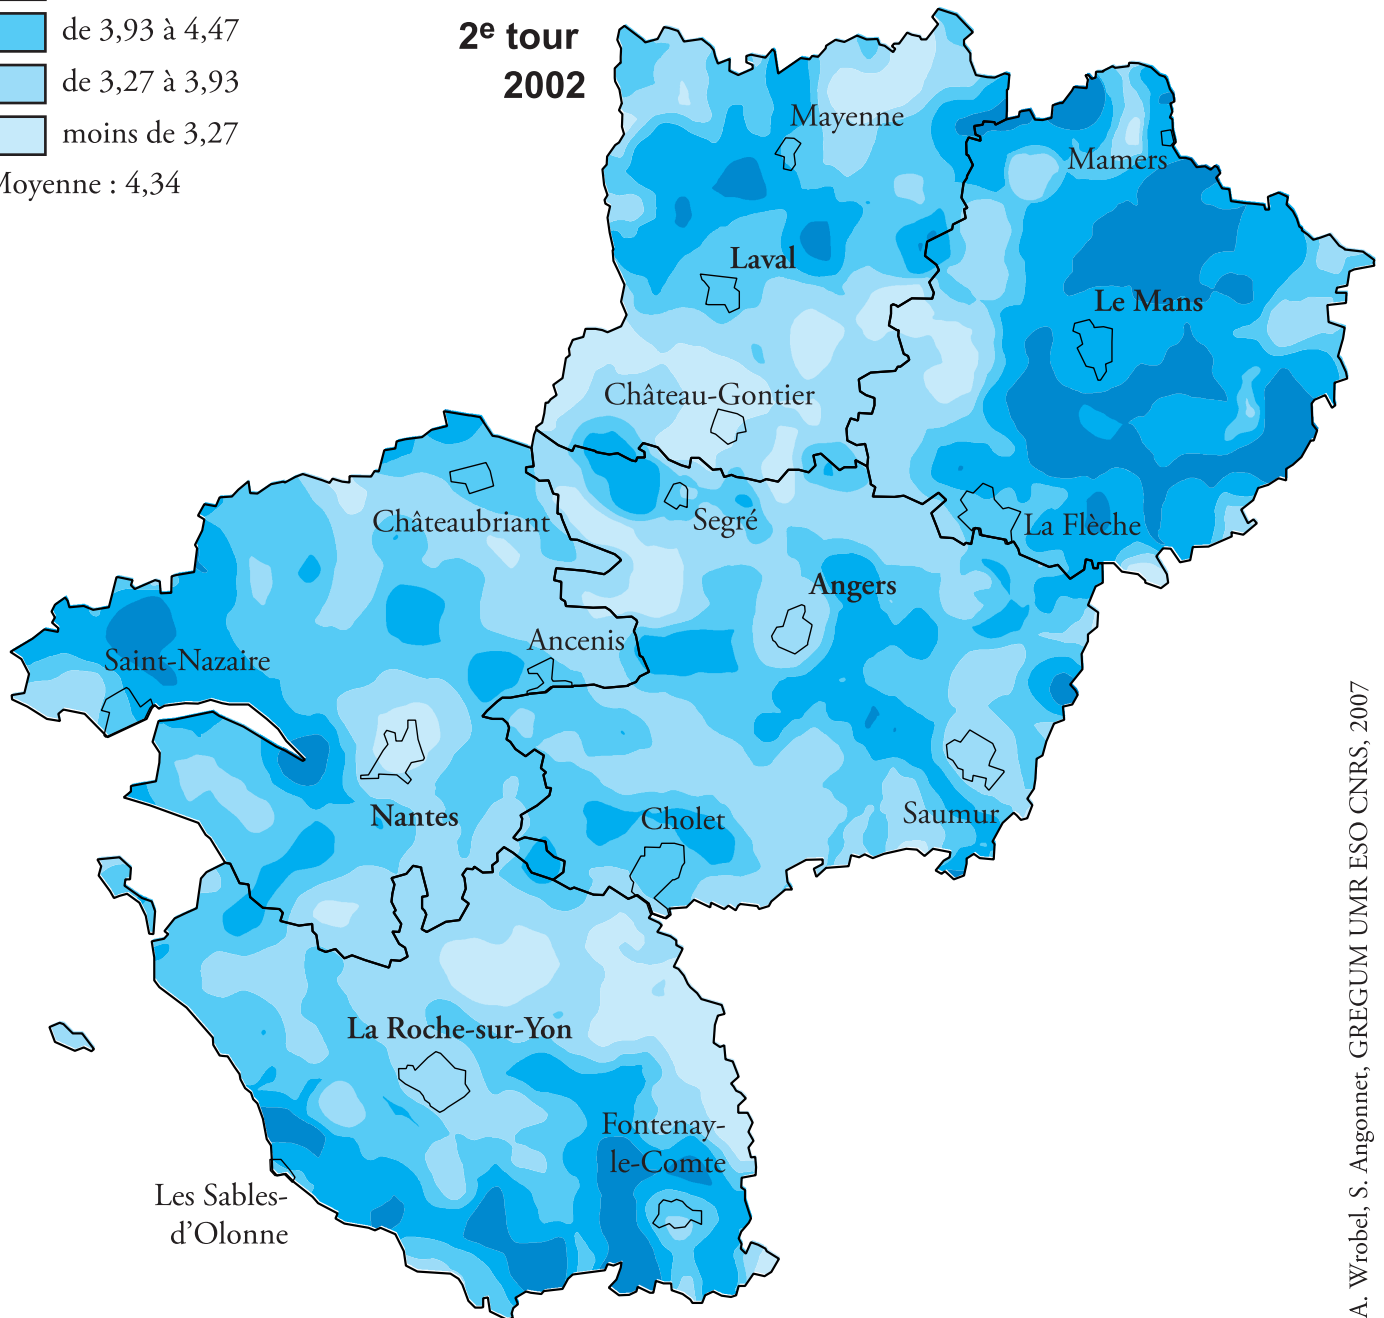 de 3,93 à 4,47
de 3,27 à 3,93
moins de 3,27
Moyenne : 4,34
2e tour
2002
Mayenne
Mamers
Laval
Le Mans
Château-Gontier
Châteaubriant
Segré
La Flèche
Angers
Ancenis
Saint-Nazaire
Nantes
Cholet
Saumur
La Roche-sur-Yon
Fontenay-
le-Comte
Les Sables-
d’Olonne
A. Wrobel, S. Angonnet, GREGUM UMR ESO CNRS, 2007